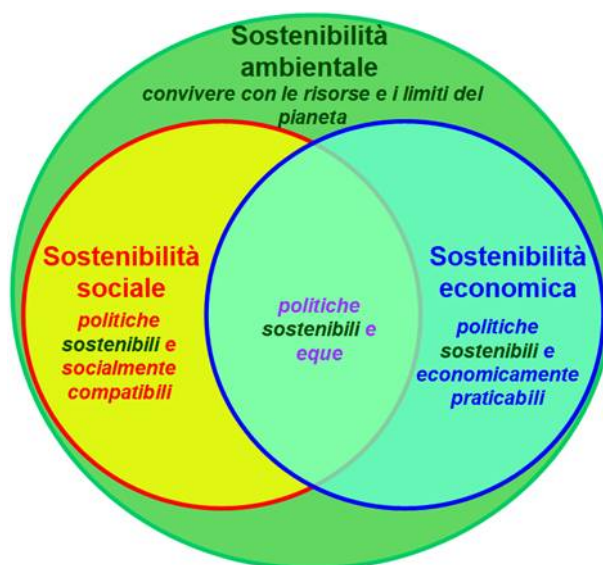 Sostenibilità
ambientale
convivere con le risorse e i limiti del
pianeta
Sostenibilità
sociale
politiche
sostenibili e
socialmente
compatibili
politiche
sostenibili e
eque
Sostenibilità
economica
politiche
sostenibili e
economicamente
praticabili